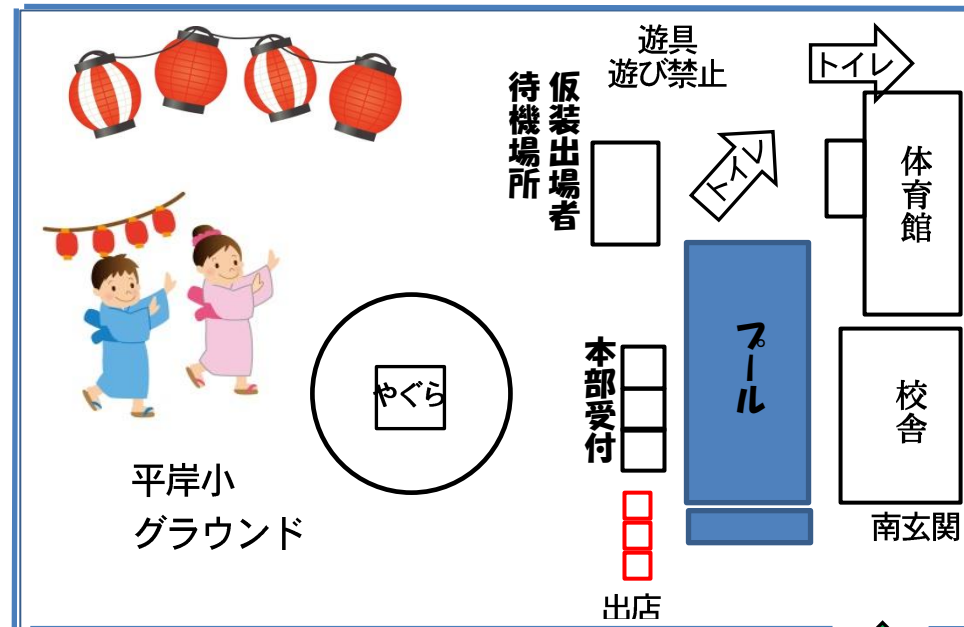 遊具
遊び禁止
トイレ
仮装出場者
待機場所
トイレ
体育館
プール
本部受付
やぐら
校舎
平岸小
グラウンド
南玄関
出店